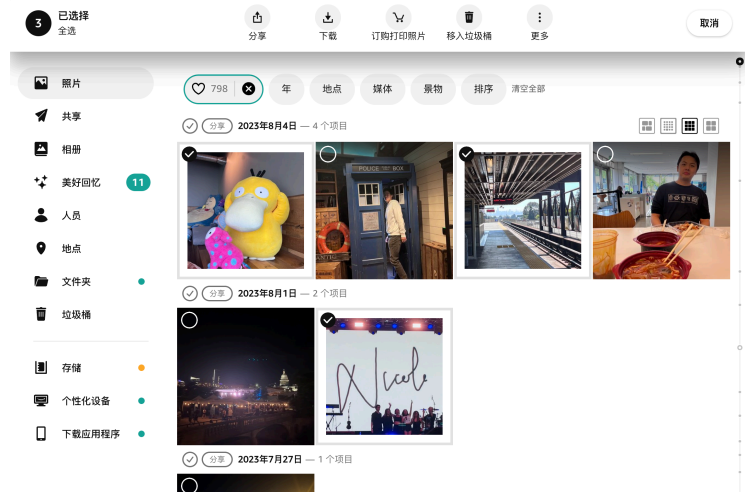 3
已选择
全选
分享
下载
订购打印照片
移入垃圾桶
更多
取消
照片
共享
相册
美好回忆 11
人员
地点
文件夹
垃圾桶
存储
个性化设备
下载应用程序
798 年 地点 媒体 景物 排序 清空全部
分享 2023年8月4日 — 4 个项目
POLICE BOX
分享 2023年8月1日 — 2 个项目
Nicole
分享 2023年7月27日 — 1 个项目